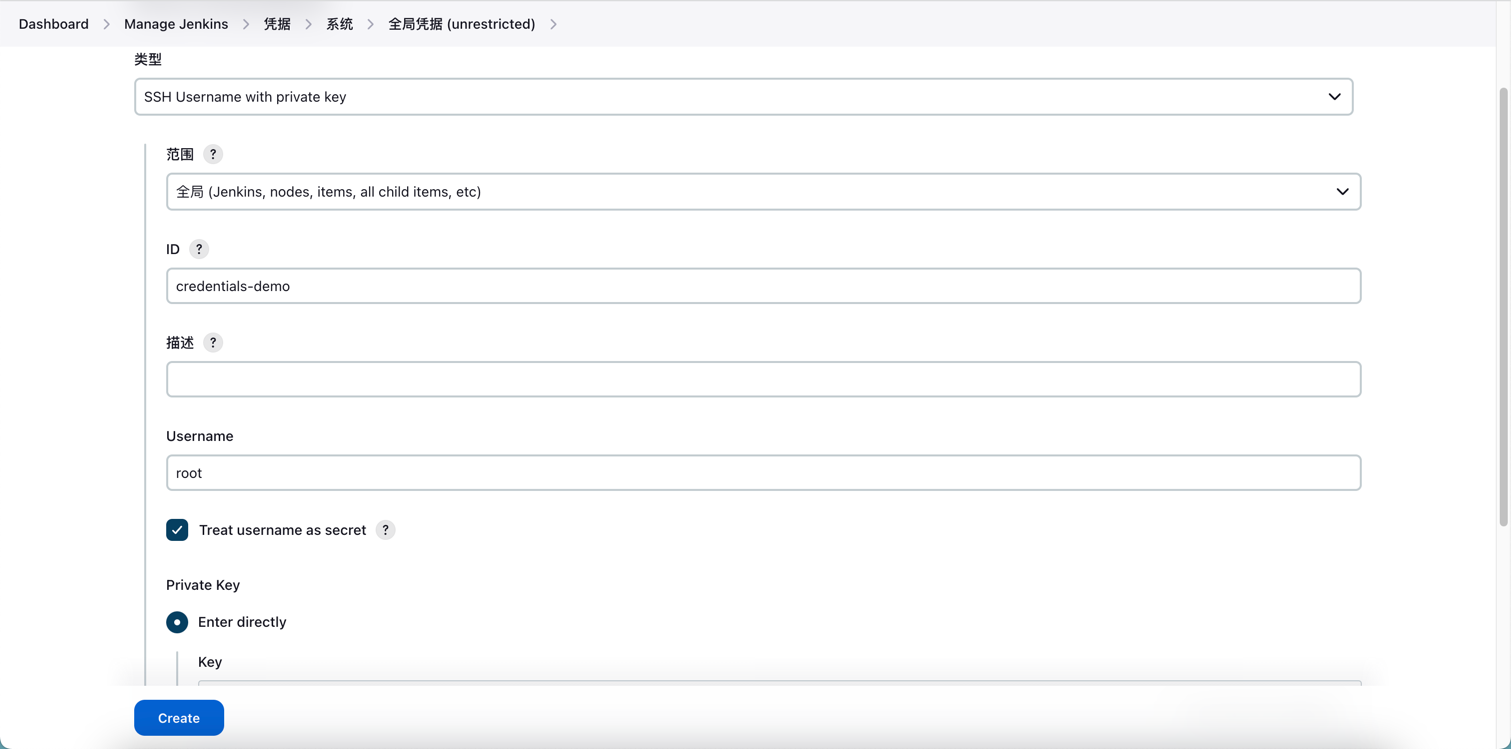 Dashboard > Manage Jenkins > 凭据 > 系统 > 全局凭据 (unrestricted) >
类型
SSH Username with private key
范围 ?
全局 (Jenkins, nodes, items, all child items, etc)
ID ?
credentials-demo
描述 ?
Username
root
Treat username as secret ?
Private Key
Enter directly
Key
Create